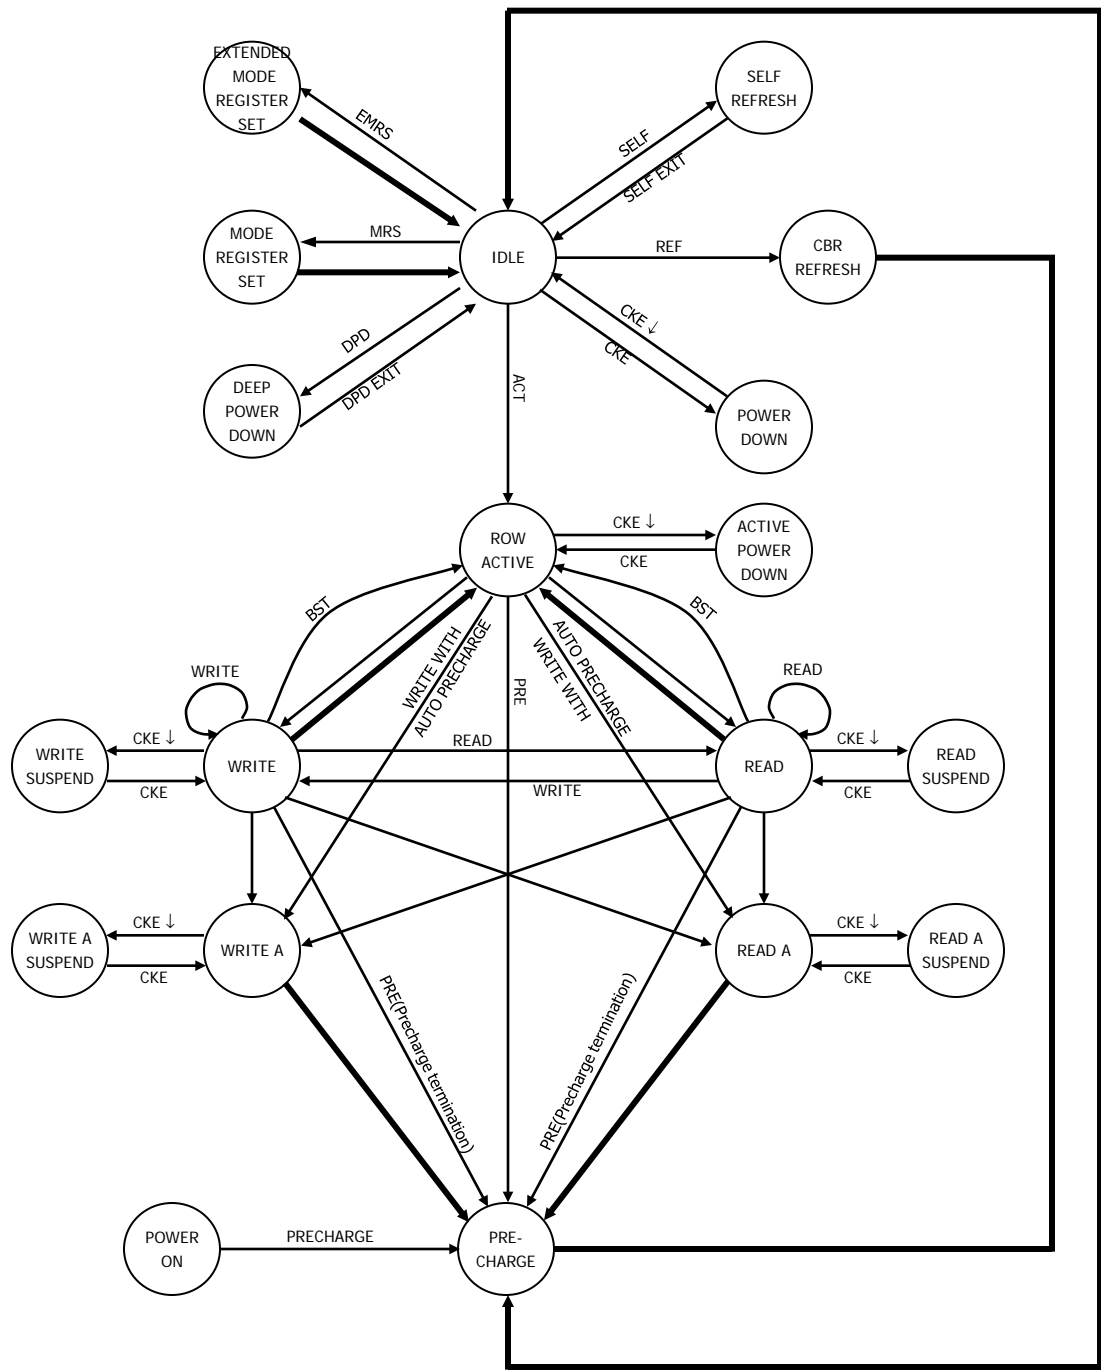 EXTENDED
MODE
REGISTER
SET
EMRS
SELF
REFRESH
SELF
SELF EXIT
MODE
REGISTER
SET
MRS
IDLE
REF
CBR
REFRESH
DPD
DPD EXIT
CKE ↓
CKE
DEEP
POWER
DOWN
ACT
POWER
DOWN
ROW
ACTIVE
CKE ↓
CKE
ACTIVE
POWER
DOWN
BST
BST
WRITE WITH
AUTO PRECHARGE
PRE
AUTO PRECHARGE
WRITE WITH
WRITE
READ
WRITE
SUSPEND
CKE ↓
CKE
WRITE
READ
WRITE
READ
CKE ↓
CKE
READ
SUSPEND
WRITE A
SUSPEND
CKE ↓
CKE
WRITE A
READ A
CKE ↓
CKE
READ A
SUSPEND
PRE(Precharge termination)
PRE(Precharge termination)
POWER
ON
PRECHARGE
PRE-
CHARGE